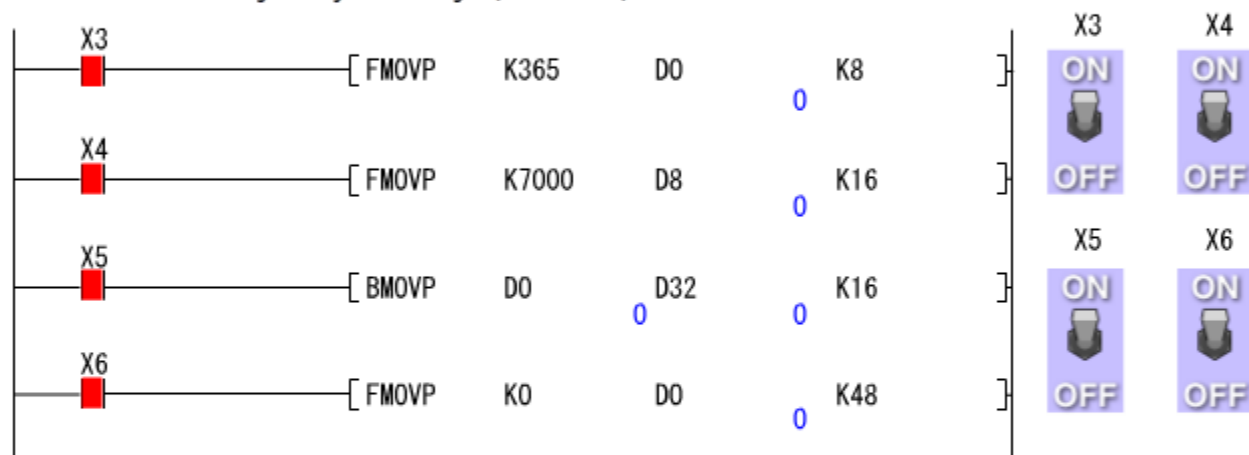 X3 X3 X4
[ FMOVP K365 D0 K8 ] ON ON
0
X4 OFF OFF
[ FMOVP K7000 D8 K16 ]
0
X5 X5 X6
[ BMOVP D0 D32 K16 ] ON ON
0 0
X6
[ FMOVP K0 D0 K48 ] OFF OFF
0